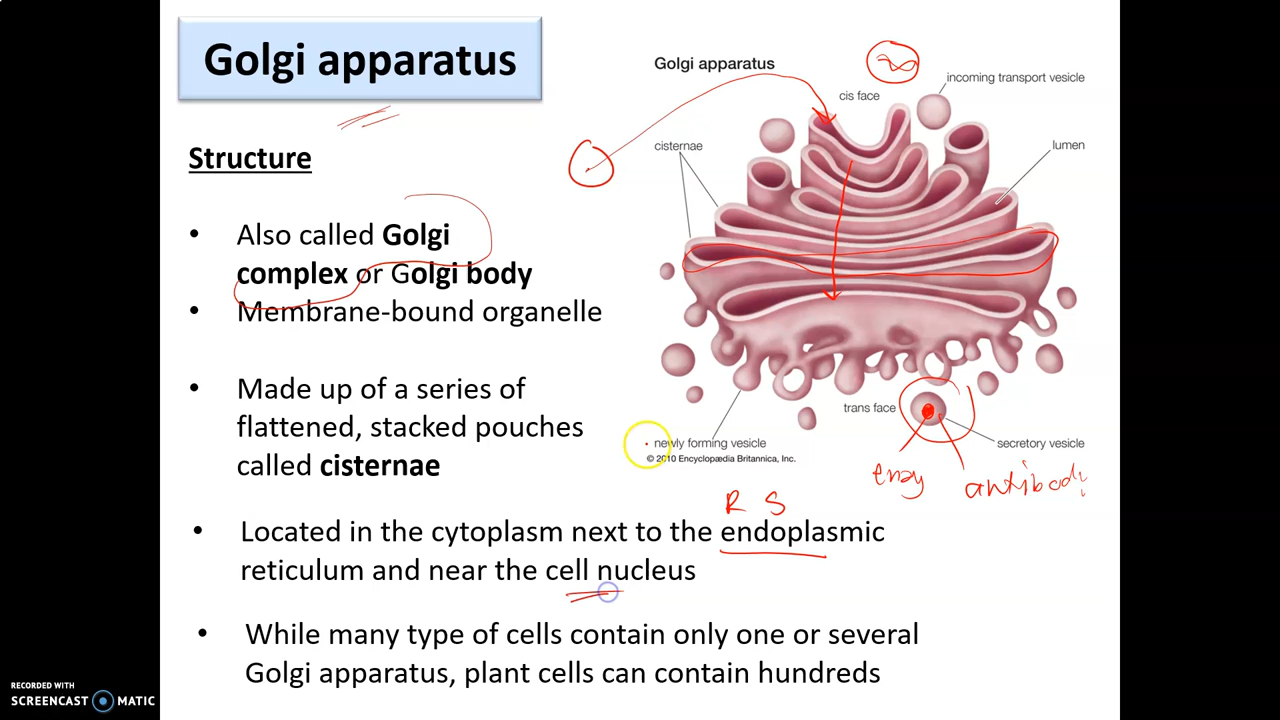 Golgi apparatus
Structure
• Also called Golgi
complex or Golgi body
• Membrane-bound organelle
• Made up of a series of
flattened, stacked pouches
called cisternae
Golgi apparatus
incoming transport vesicle
cis face
cisternae
lumen
trans face
newly forming vesicle
secretory vesicle
© 2010 Encyclopædia Britannica, Inc.
enzy
antibody
R S
• Located in the cytoplasm next to the endoplasmic
reticulum and near the cell nucleus
• While many type of cells contain only one or several
Golgi apparatus, plant cells can contain hundreds
RECORDED WITH
SCREENCAST MATIC